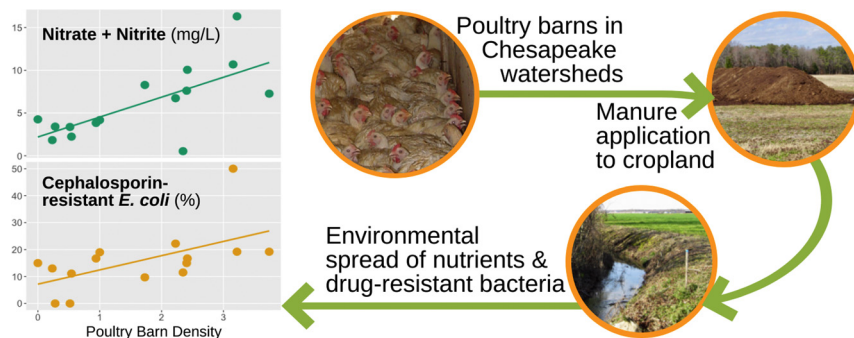 Nitrate + Nitrite (mg/L)
15
10
5
0
Cephalosporin-
resistant E. coli (%)
50
40
30
20
10
0
0
1
2
3
Poultry Barn Density
Poultry barns in
Chesapeake
watersheds
Manure
application
to cropland
Environmental
spread of nutrients &
drug-resistant bacteria